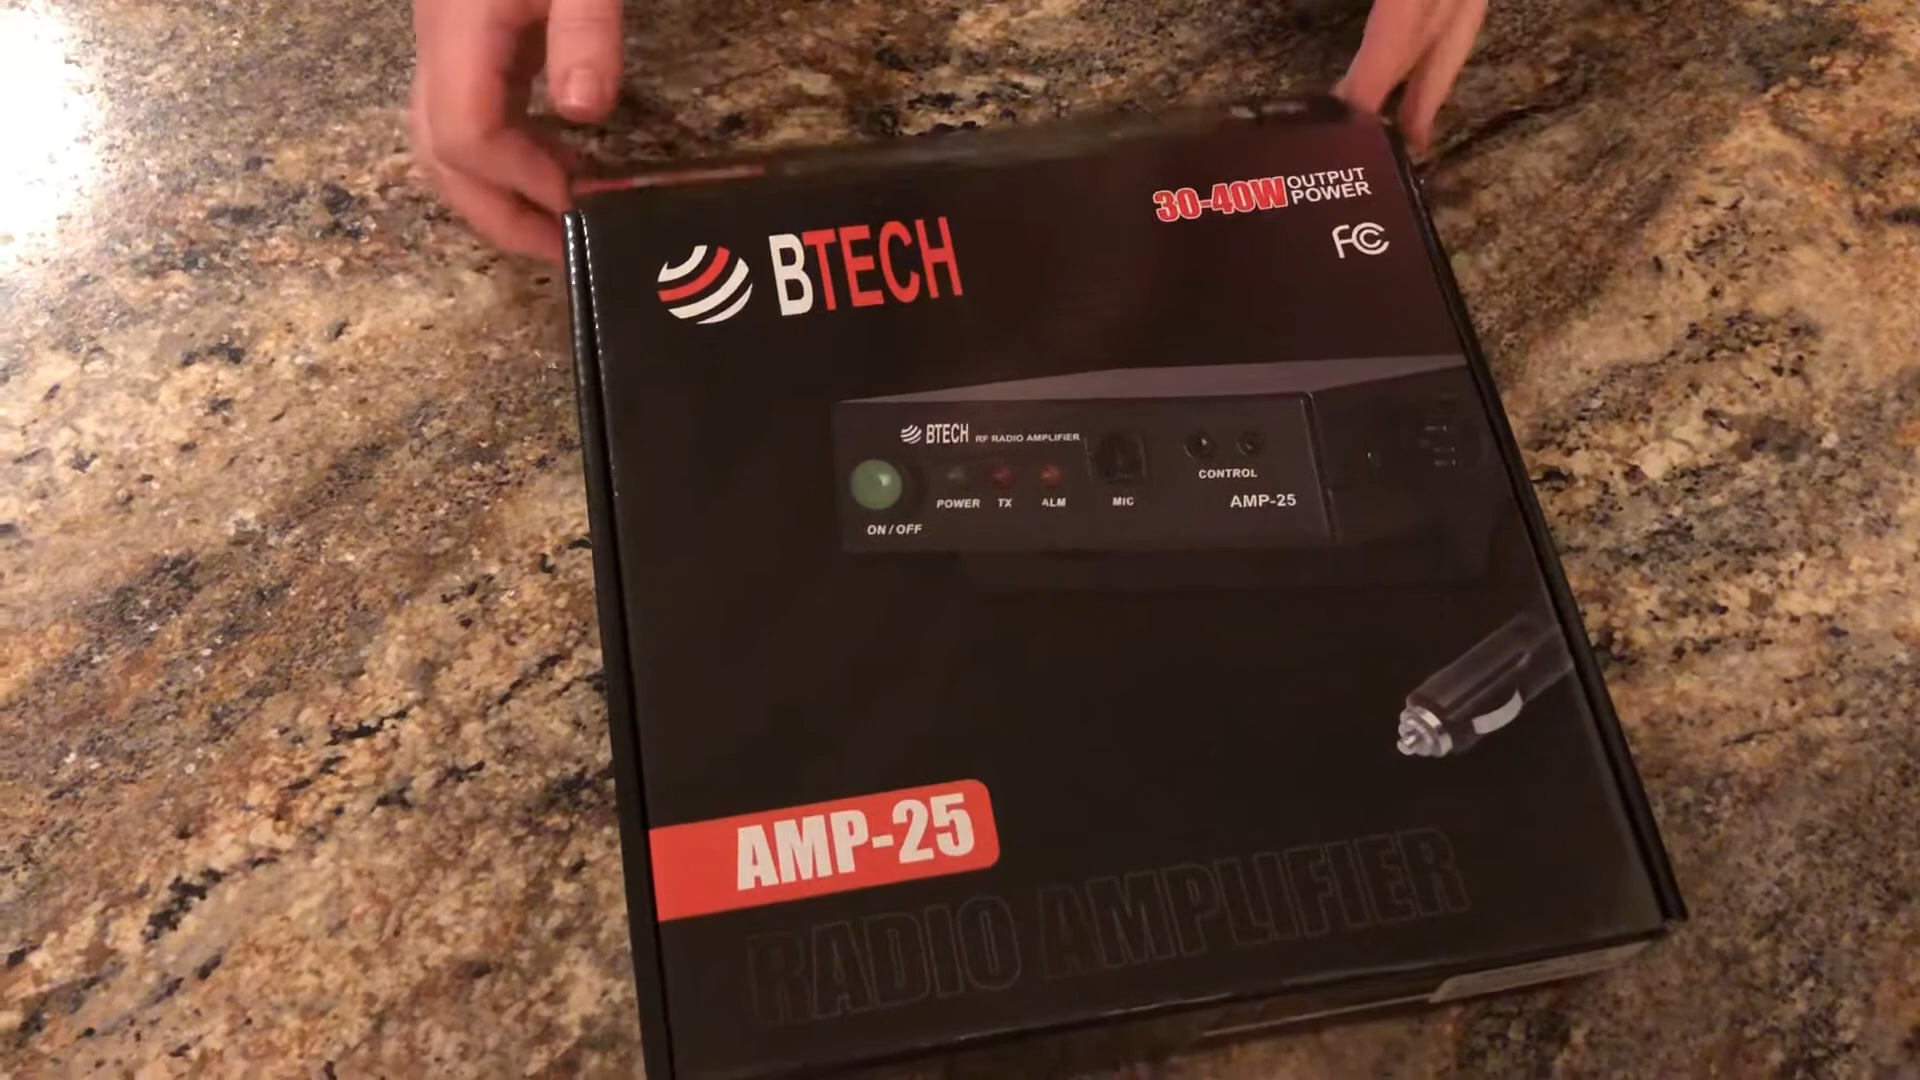 30-40W OUTPUT POWER
FC
BTECH
BTECH RF RADIO AMPLIFIER
POWER TX ALM MIC CONTROL
ON / OFF AMP-25
AMP-25
RADIO AMPLIFIER